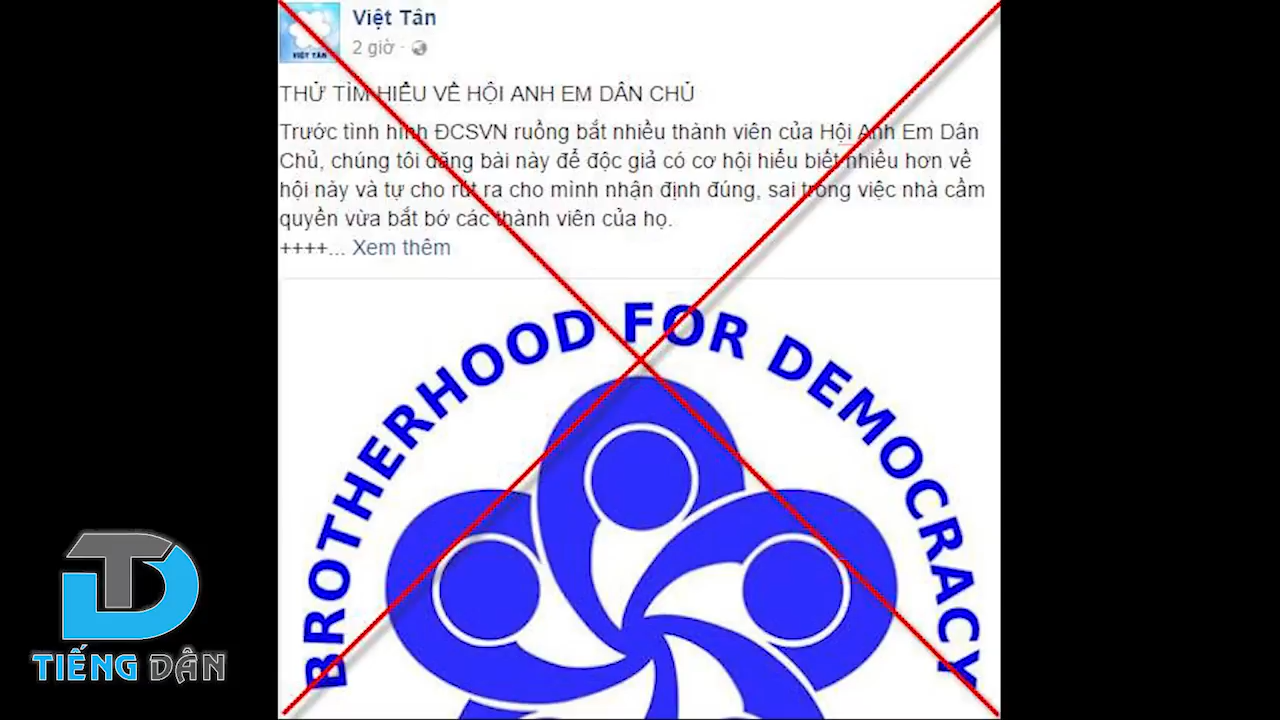 Việt Tân
2 giờ ·
VIỆT TÂN
THỬ TÌM HIỂU VỀ HỘI ANH EM DÂN CHỦ
Trước tình hình ĐCSVN ruồng bắt nhiều thành viên của Hội Anh Em Dân
Chủ, chúng tôi đăng bài này để độc giả có cơ hội hiểu biết nhiều hơn về
hội này và tự cho rút ra cho mình nhận định đúng, sai trong việc nhà cầm
quyền vừa bắt bớ các thành viên của họ.
++++... Xem thêm
BROTHERHOOD FOR DEMOCRACY
TD
TIẾNG DÂN